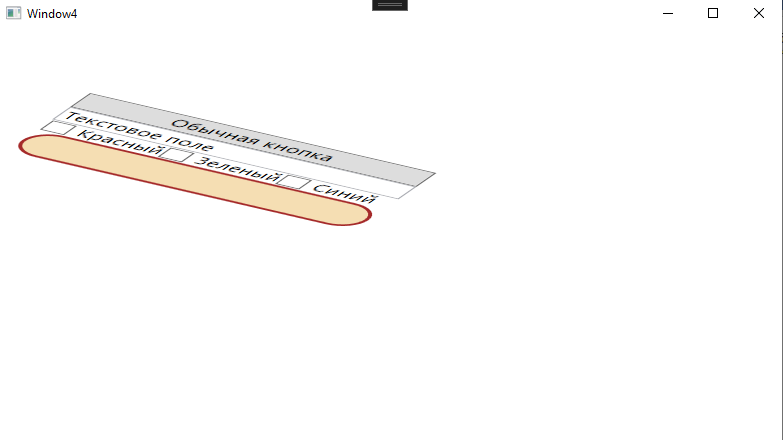 Window4
Обычная кнопка
Текстовое поле
Красный Зеленый Синий